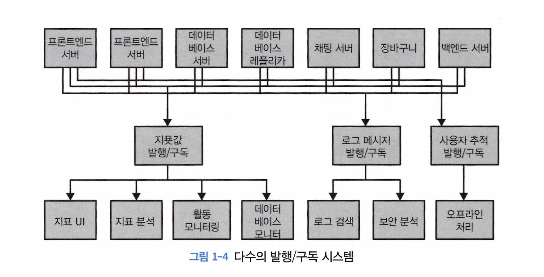 프론트엔드
서버
프론트엔드
서버
데이터
베이스
서버
데이터
베이스
레플리카
채팅 서버
장바구니
백엔드 서버
지푯값
발행/구독
로그 메시지
발행/구독
사용자 추적
발행/구독
지표 UI
지표 분석
활동
모니터링
데이터
베이스
모니터
로그 검색
보안 분석
오프라인
처리
그림 1-4 다수의 발행/구독 시스템